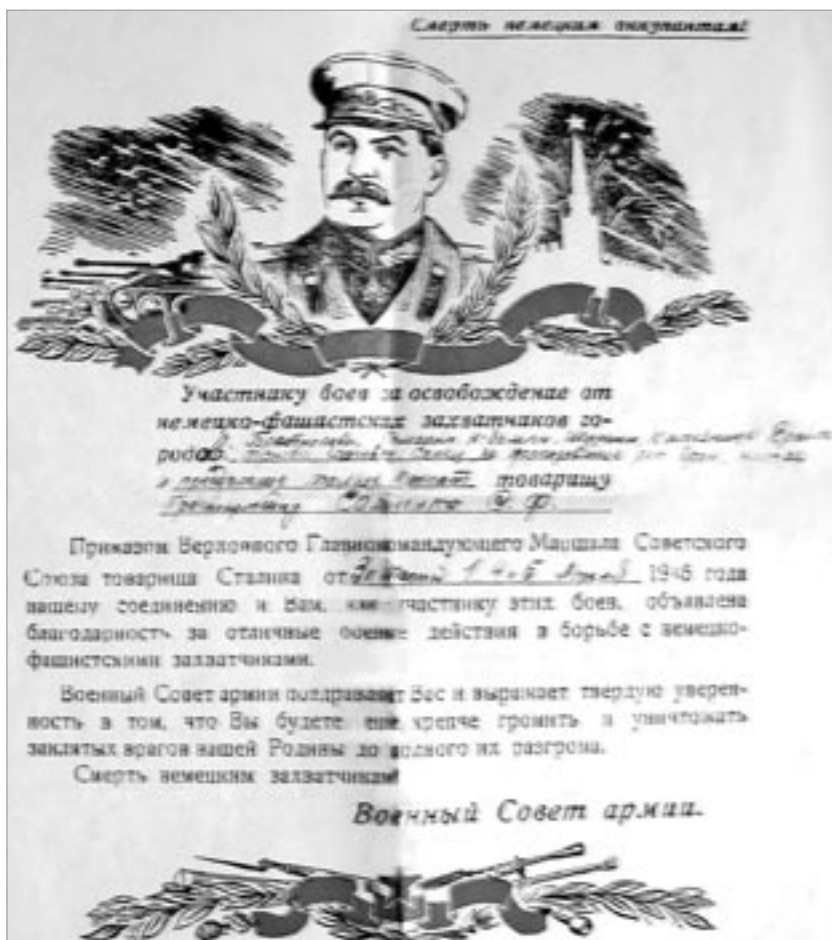 Смерть немецким оккупантам!
Участнику боев за освобождение от
немецко-фашистских захватчиков го-
родов
и товарищу
Приказом Верховного Главнокомандующего Маршала Советского
Союза товарища Сталина от 1945 года
вашему соединению и Вам, как участнику этих боев, объявлена
благодарность за отличные боевые действия в борьбе с немецко-
фашистскими захватчиками.
Военный Совет армии поздравляет Вас и выражает твердую уверен-
ность в том, что Вы будете еще крепче громить и уничтожать
заклятых врагов нашей Родины до полного их разгрома.
Смерть немецким захватчикам!
Военный Совет армии.